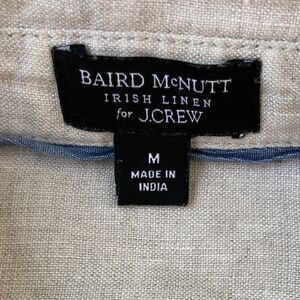 BAIRD McNUTT
IRISH LINEN
for J.CREW
M
MADE IN
INDIA